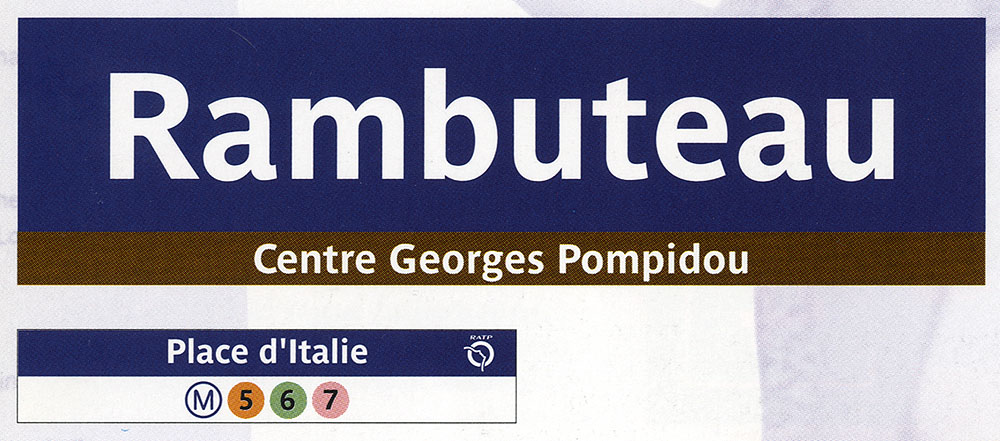 Rambuteau
Centre Georges Pompidou
Place d'Italie
RATP
M 5 6 7